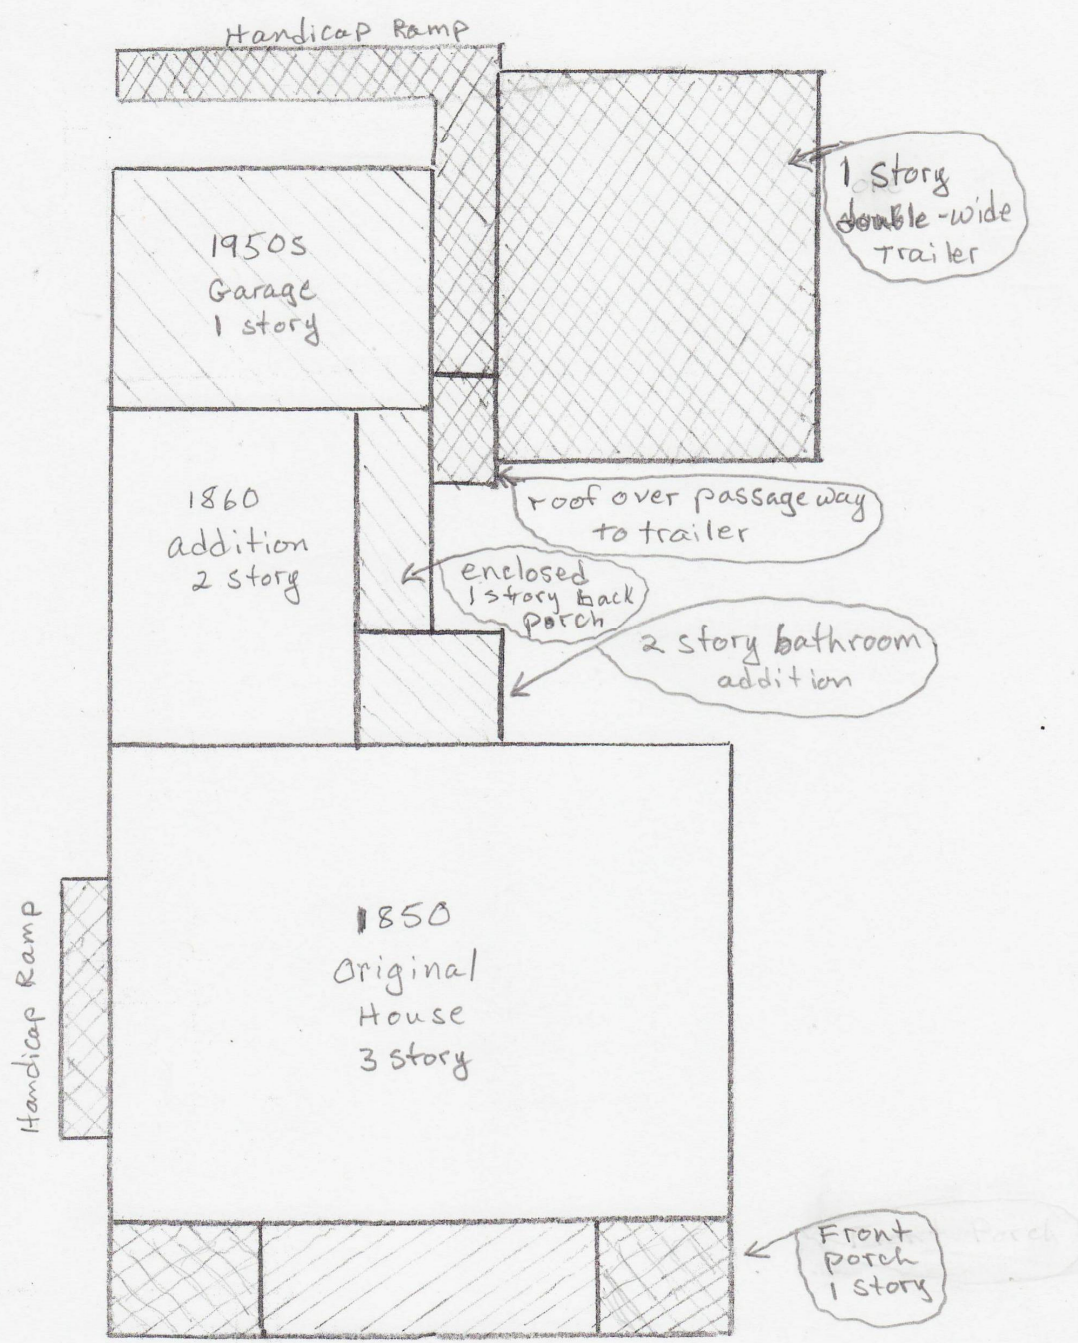 Handicap Ramp
1 story
double-wide
Trailer
1950s
Garage
1 story
1860
addition
2 story
roof over passageway
to trailer
enclosed
1 story back
porch
2 story bathroom
addition
1850
Original
House
3 story
Handicap Ramp
Front
porch
1 story